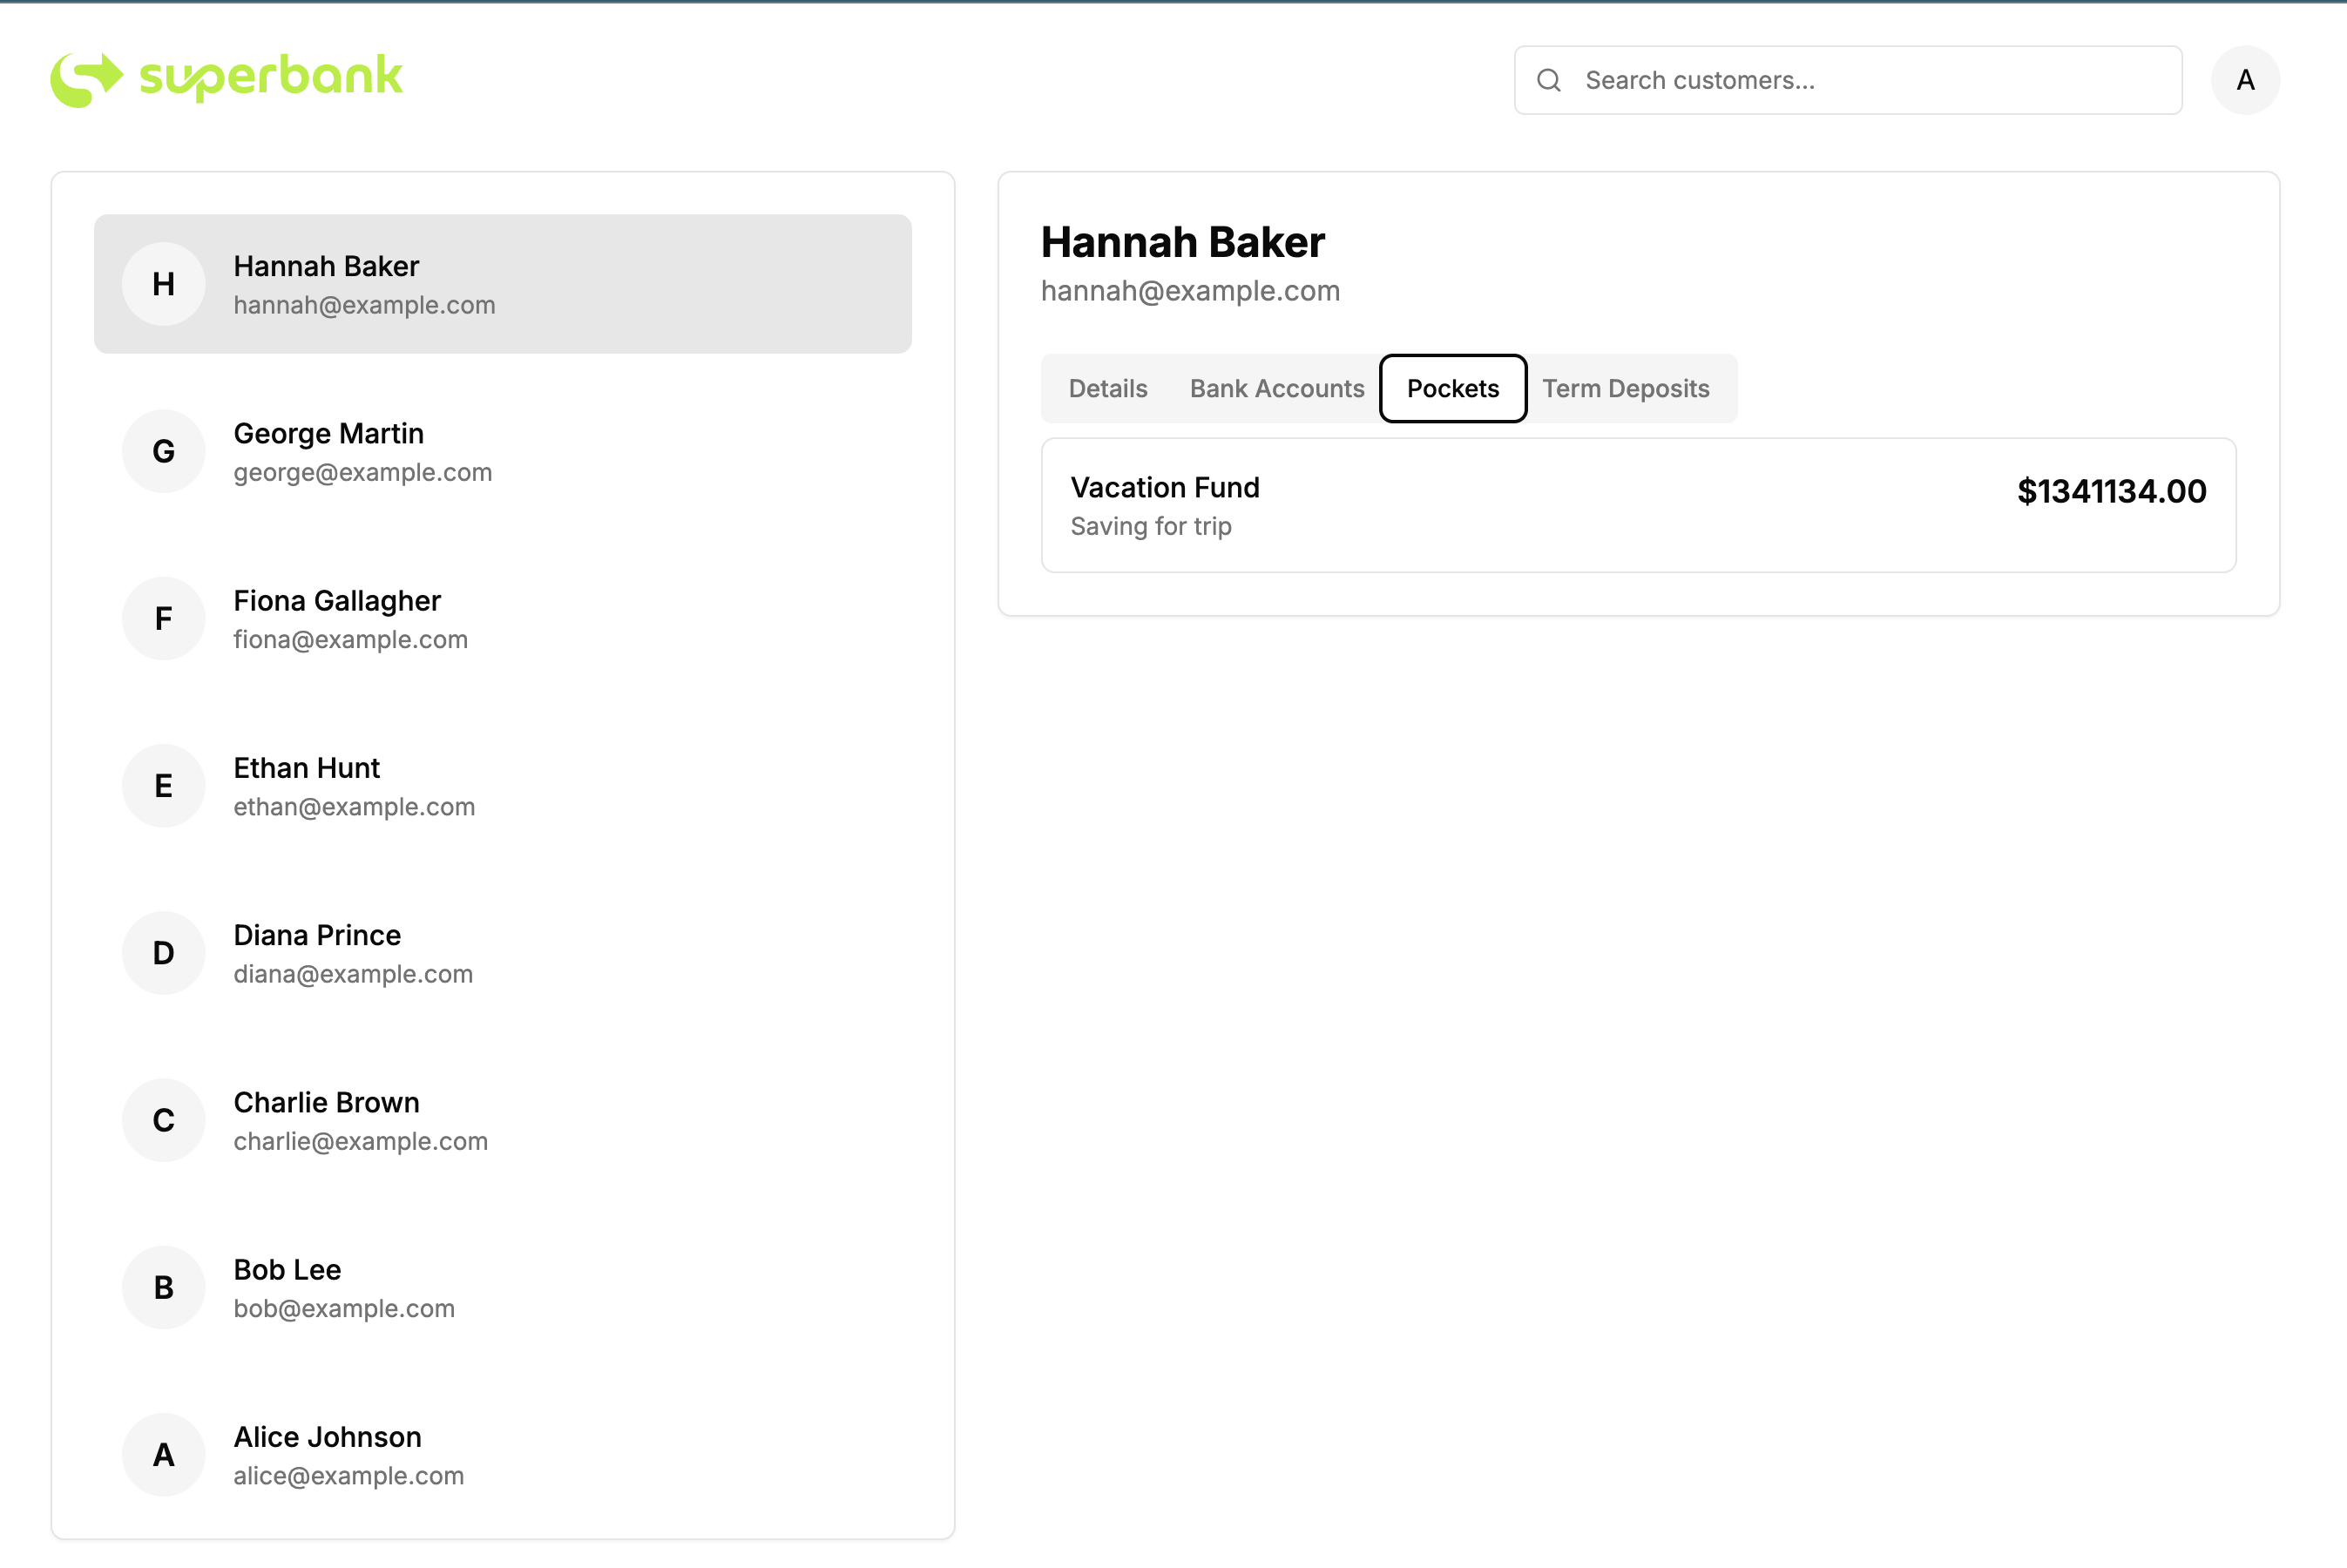 superbank
Search customers...
A
H
Hannah Baker
hannah@example.com
G
George Martin
george@example.com
F
Fiona Gallagher
fiona@example.com
E
Ethan Hunt
ethan@example.com
D
Diana Prince
diana@example.com
C
Charlie Brown
charlie@example.com
B
Bob Lee
bob@example.com
A
Alice Johnson
alice@example.com
Hannah Baker
hannah@example.com
Details Bank Accounts Pockets Term Deposits
Vacation Fund
$1341134.00
Saving for trip